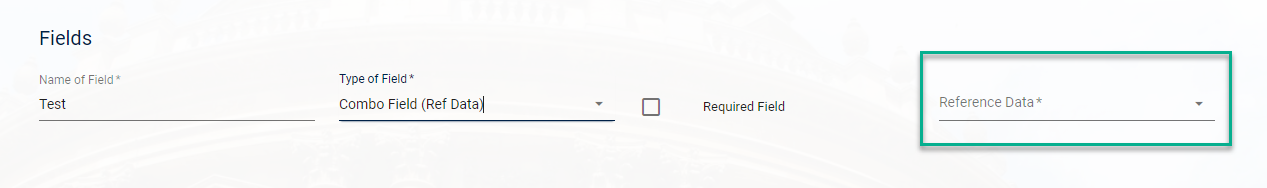 Fields
Name of Field *
Type of Field *
Test
Combo Field (Ref Data)
Required Field
Reference Data *